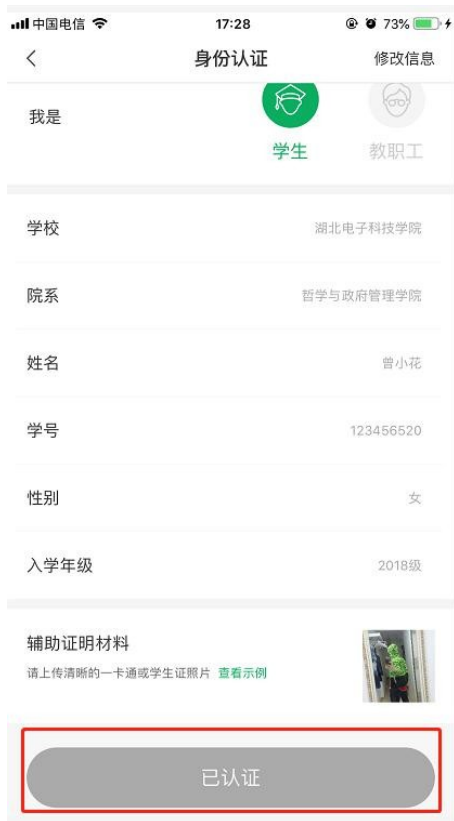 中国电信 17:28 73%
身份认证 修改信息
我是
学生 教职工
学校 湖北电子科技学院
院系 哲学与政府管理学院
姓名 曾小花
学号 123456520
性别 女
入学年级 2018级
辅助证明材料
请上传清晰的一卡通或学生证照片 查看示例
已认证